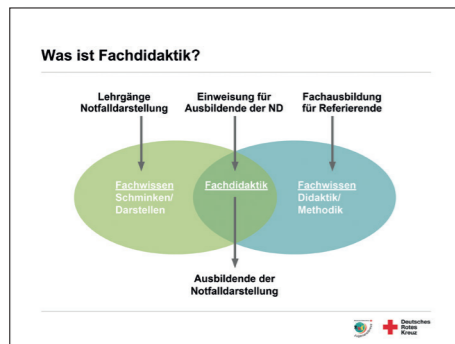 Was ist Fachdidaktik?
Lehrgänge
Notfalldarstellung
Einweisung für
Ausbildende der ND
Fachausbildung
für Referierende
Fachwissen
Schminken/
Darstellen
Fachdidaktik
Fachwissen
Didaktik/
Methodik
Ausbildende der
Notfalldarstellung
Deutsches
Rotes
Kreuz